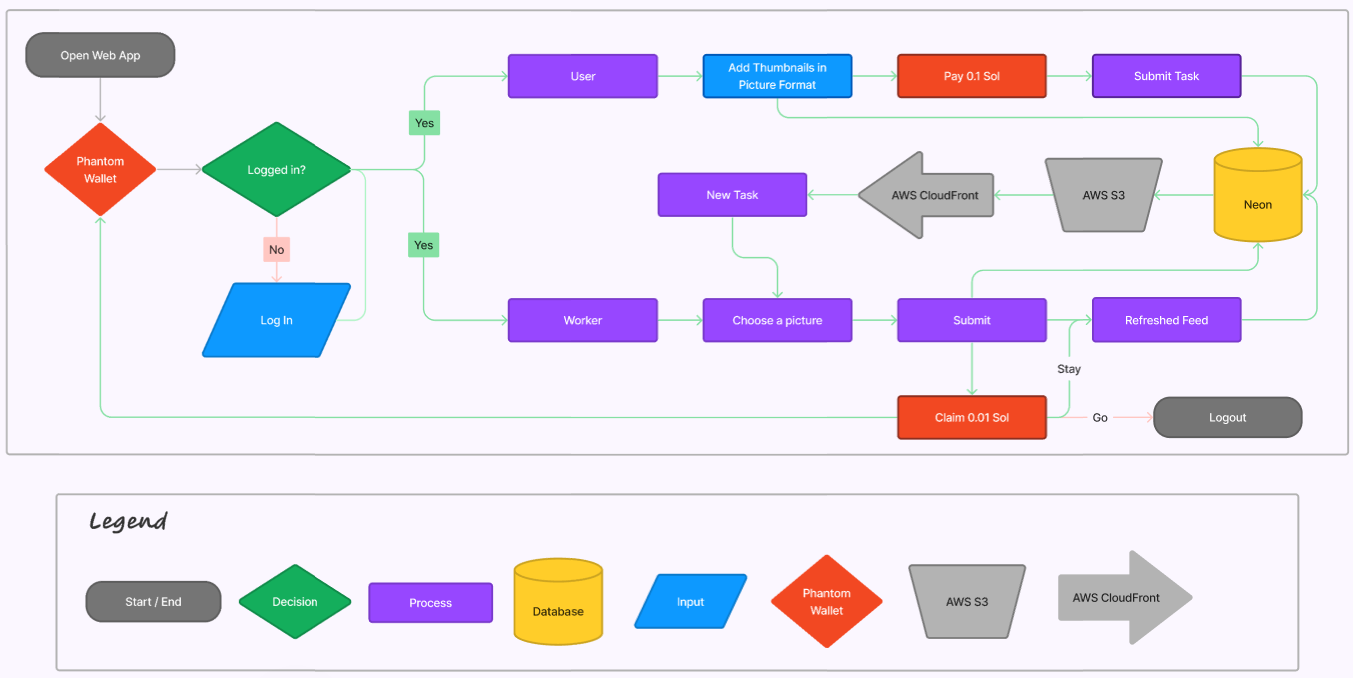 Open Web App
Phantom
Wallet
Logged in?
No
Log In
Yes
Yes
User
Add Thumbnails in
Picture Format
Pay 0.1 Sol
Submit Task
New Task
AWS CloudFront
AWS S3
Neon
Worker
Choose a picture
Submit
Refreshed Feed
Stay
Claim 0.01 Sol
Go
Logout
Legend
Start / End
Decision
Process
Database
Input
Phantom
Wallet
AWS S3
AWS CloudFront